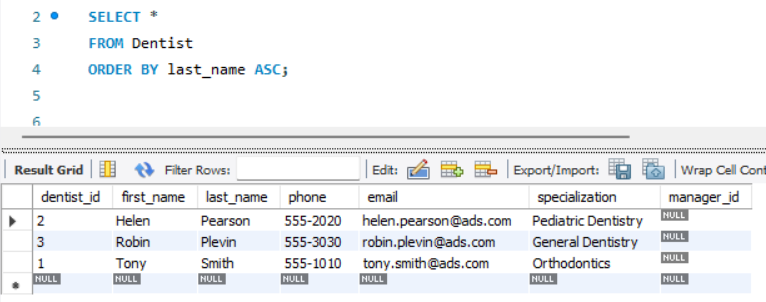 2 SELECT *
3 FROM Dentist
4 ORDER BY last_name ASC;
5
6
Result Grid Filter Rows: Edit: Export/Import: Wrap Cell Cont
dentist_id first_name last_name phone email specialization manager_id
2 Helen Pearson 555-2020 helen.pearson@ads.com Pediatric Dentistry NULL
3 Robin Plevin 555-3030 robin.plevin@ads.com General Dentistry NULL
1 Tony Smith 555-1010 tony.smith@ads.com Orthodontics NULL
NULL NULL NULL NULL NULL NULL NULL